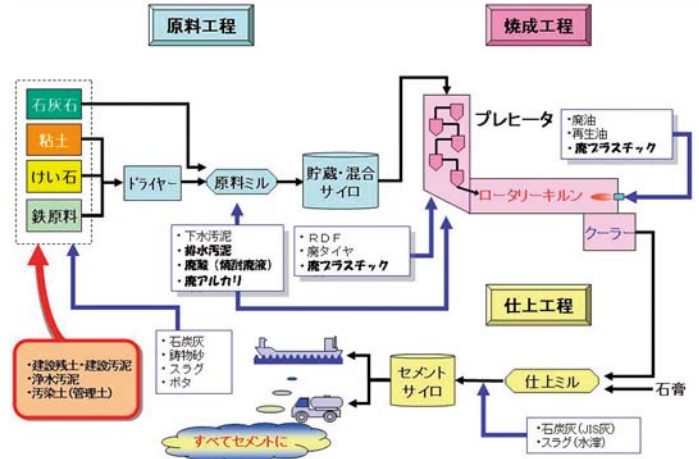 原料工程
焼成工程
石灰石
粘土
けい石
鉄原料
ドライヤー
原料ミル
貯蔵・混合
サイロ
プレヒータ
・廃油
・再生油
・廃プラスチック
ロータリーキルン
クーラー
・下水汚泥
・給水汚泥
・廃酸（焼酎廃液）
・廃アルカリ
・RDF
・廃タイヤ
・廃プラスチック
仕上工程
・建設残土・建設汚泥
・浄水汚泥
・汚染土（管理土）
・石炭灰
・鋳物砂
・スラグ
・ボタ
セメント
サイロ
仕上ミル
石膏
すべてセメントに
・石炭灰（JIS灰）
・スラグ（水滓）